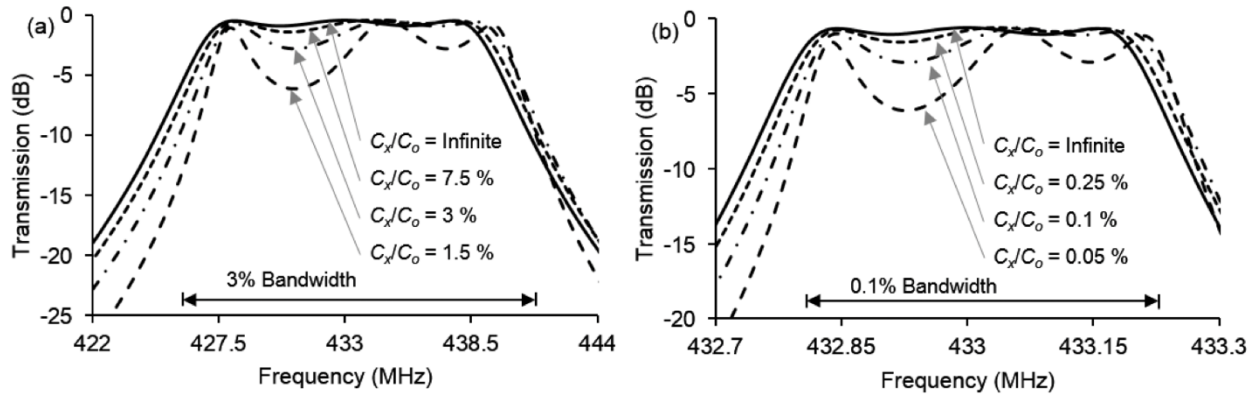 (a)
Transmission (dB)
0
-5
-10
-15
-20
-25
Cx/Co = Infinite
Cx/Co = 7.5 %
Cx/Co = 3 %
Cx/Co = 1.5 %
3% Bandwidth
422 427.5 433 438.5 444
Frequency (MHz)
(b)
Transmission (dB)
0
-5
-10
-15
-20
Cx/Co = Infinite
Cx/Co = 0.25 %
Cx/Co = 0.1 %
Cx/Co = 0.05 %
0.1% Bandwidth
432.7 432.85 433 433.15 433.3
Frequency (MHz)